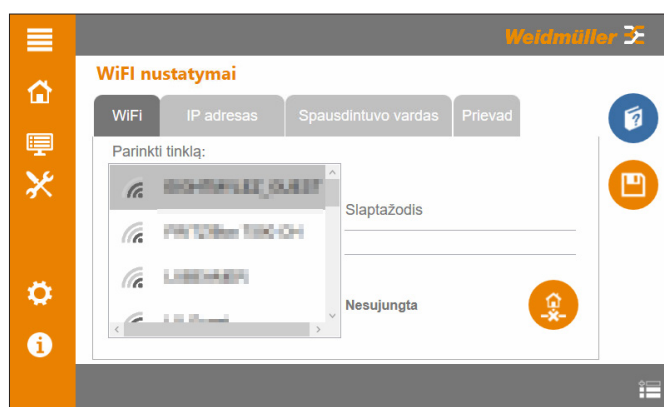 Weidmüller
WiFI nustatymai
WiFi
IP adresas
Spausdintuvo vardas
Prievad
Parinkti tinklą:
Slaptažodis
Nesujungta